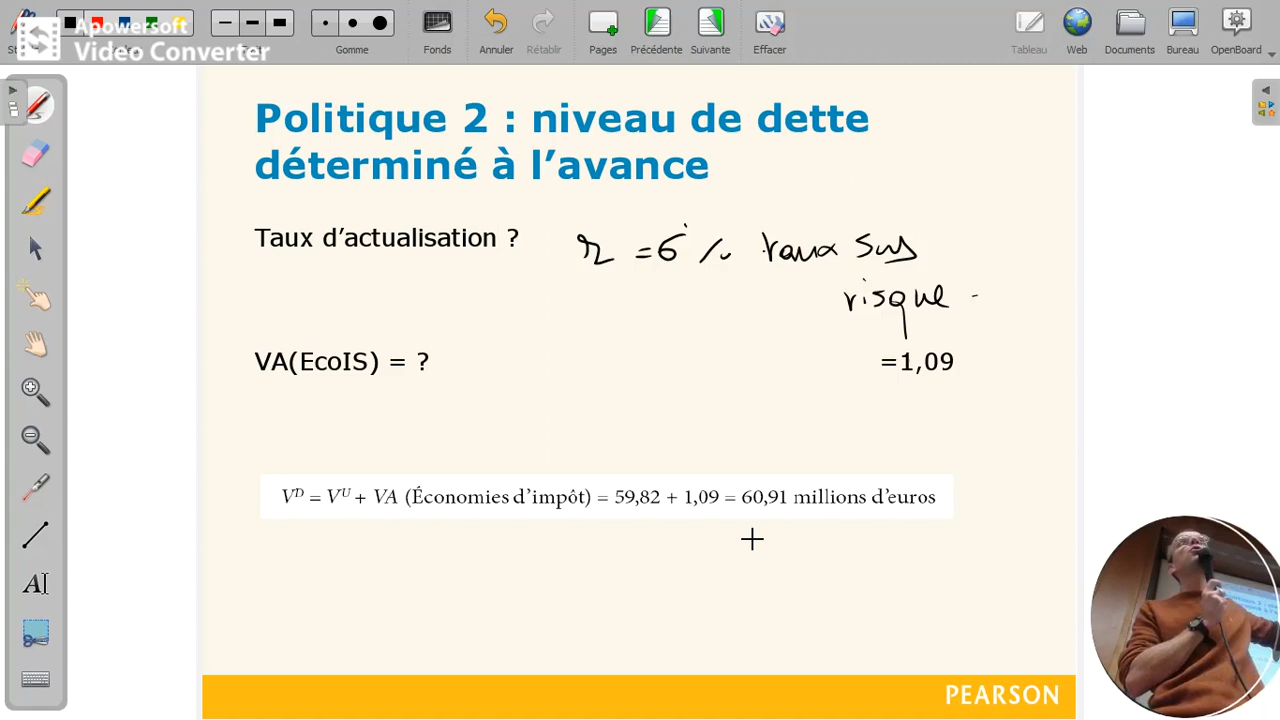 Apowersoft
Video Converter
Gomme
Fonds
Annuler
Rétablir
Pages
Précédente
Suivante
Effacer
Tableau
Web
Documents
Bureau
OpenBoard
Politique 2 : niveau de dette
déterminé à l’avance
Taux d’actualisation ?
r = 6 % taux sans
risque
VA(EcoIS) = ?
=1,09
V^D = V^U + VA (Économies d’impôt) = 59,82 + 1,09 = 60,91 millions d’euros
PEARSON